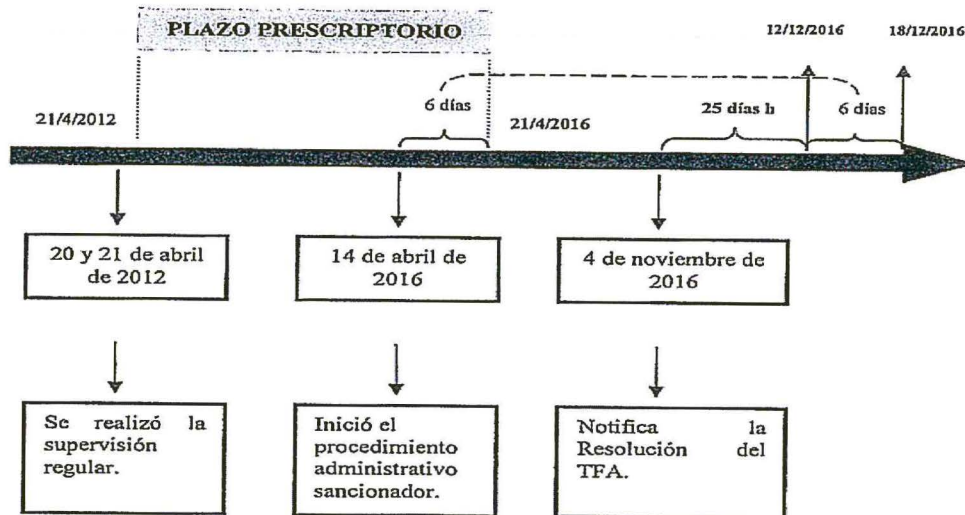 PLAZO PRESCRIPTORIO
12/12/2016
18/12/2016
21/4/2012
6 días
21/4/2016
25 días h
6 días
20 y 21 de abril
de 2012
14 de abril de
2016
4 de noviembre de
2016
Se realizó la
supervisión
regular.
Inició el
procedimiento
administrativo
sancionador.
Notifica la
Resolución del
TFA.